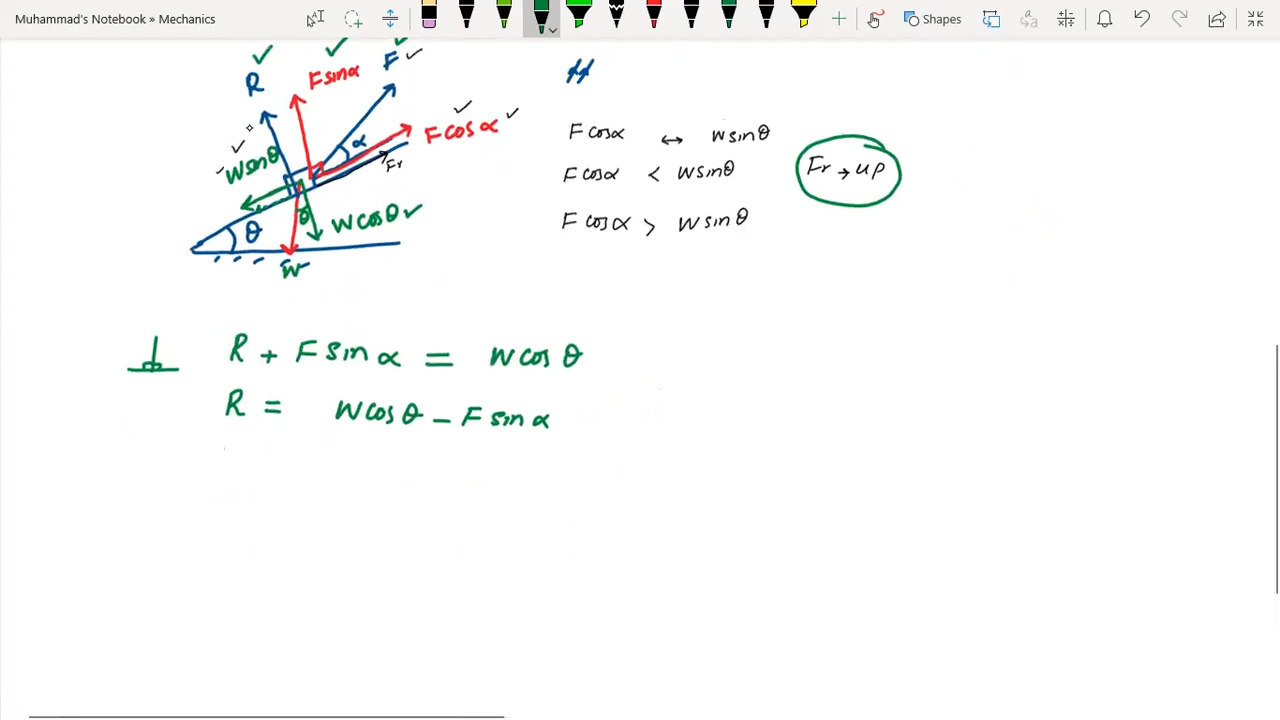 Muhammad's Notebook » Mechanics
Shapes
R
F sinα
F
F cos α
α
Fr
W sinθ
W cos θ
θ
θ
W
//
F cosα ↔ W sinθ
F cosα < W sinθ
F cosα > W sinθ
Fr → up
⊥ R + F sin α = W cos θ
R = W cos θ - F sin α